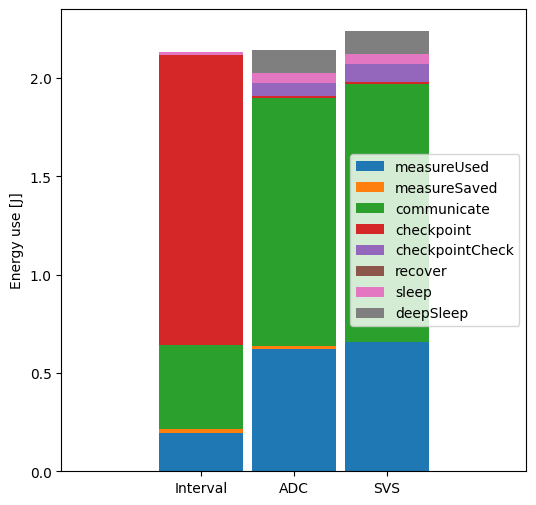 2.0
1.5
1.0
0.5
0.0
Energy use [J]
measureUsed
measureSaved
communicate
checkpoint
checkpointCheck
recover
sleep
deepSleep
Interval
ADC
SVS